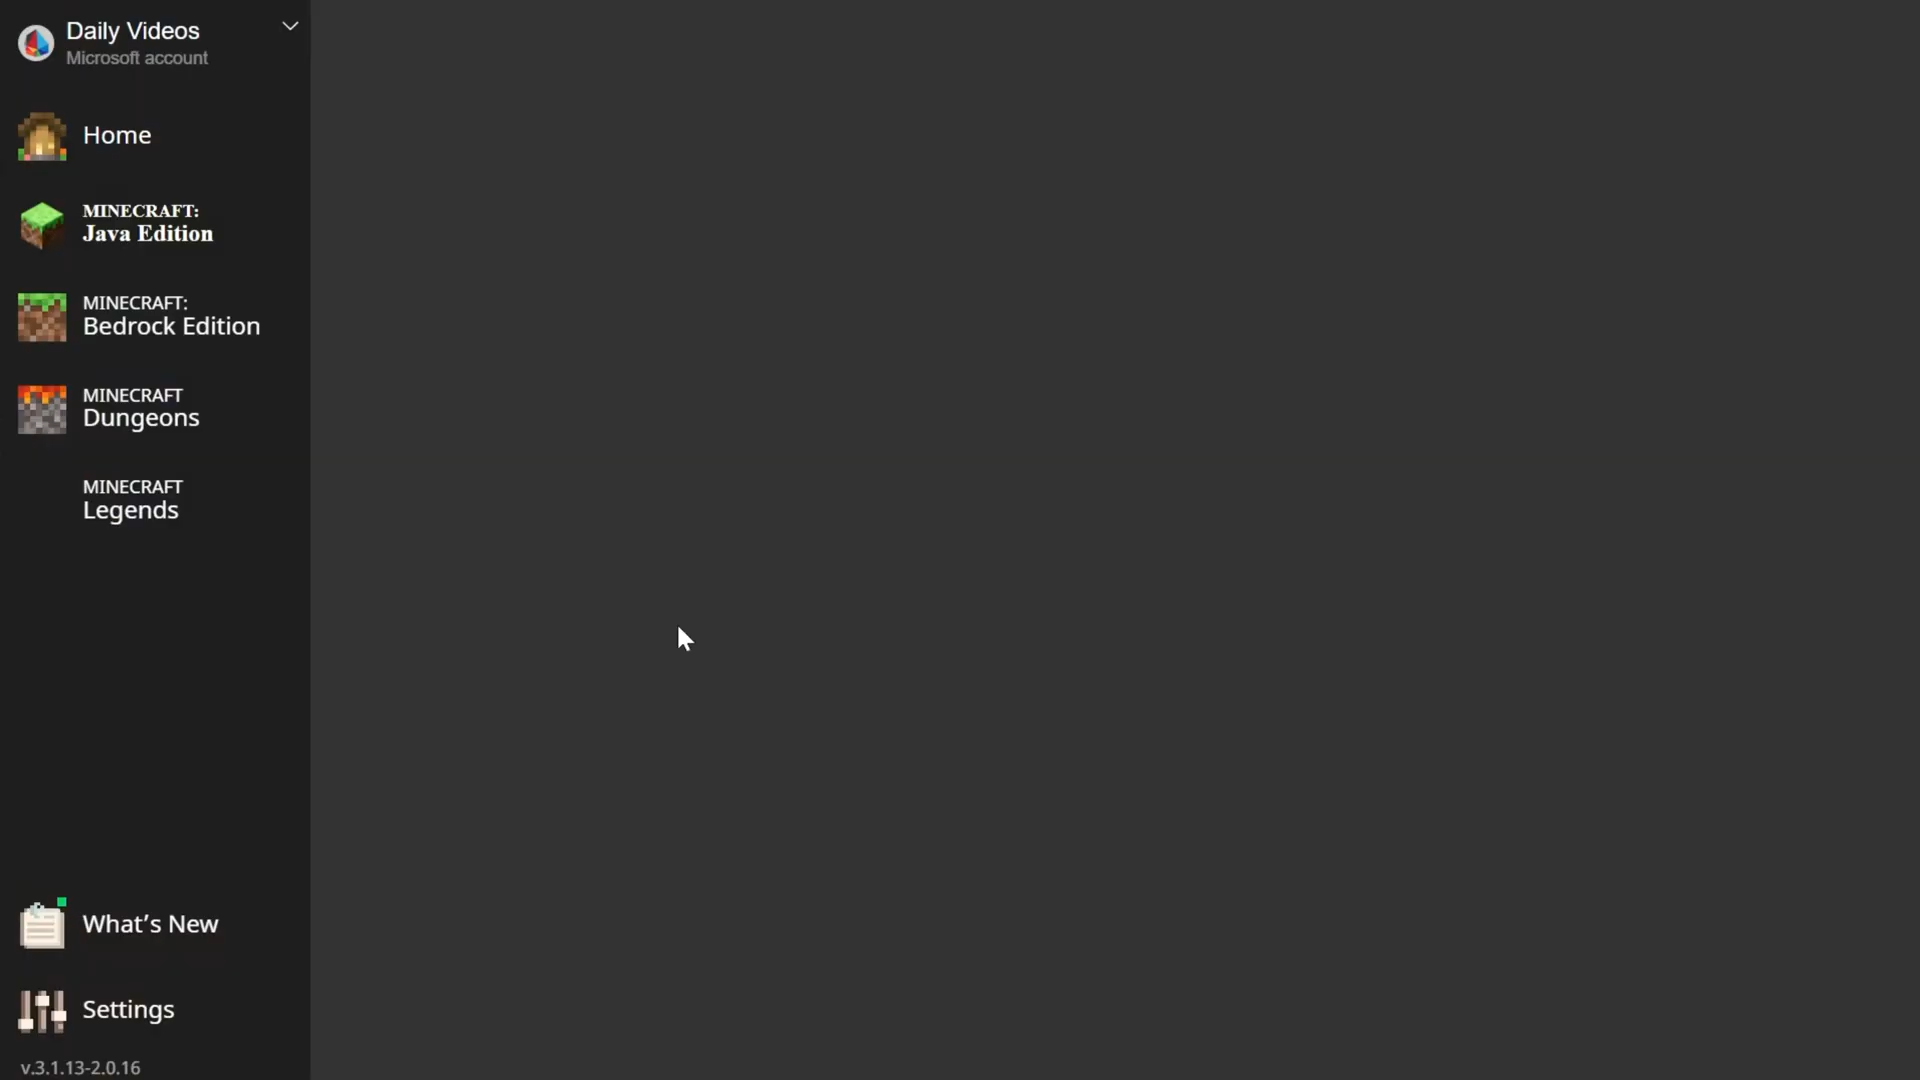 Daily Videos
Microsoft account
Home
MINECRAFT:
Java Edition
MINECRAFT:
Bedrock Edition
MINECRAFT
Dungeons
MINECRAFT
Legends
What’s New
Settings
v.3.1.13-2.0.16